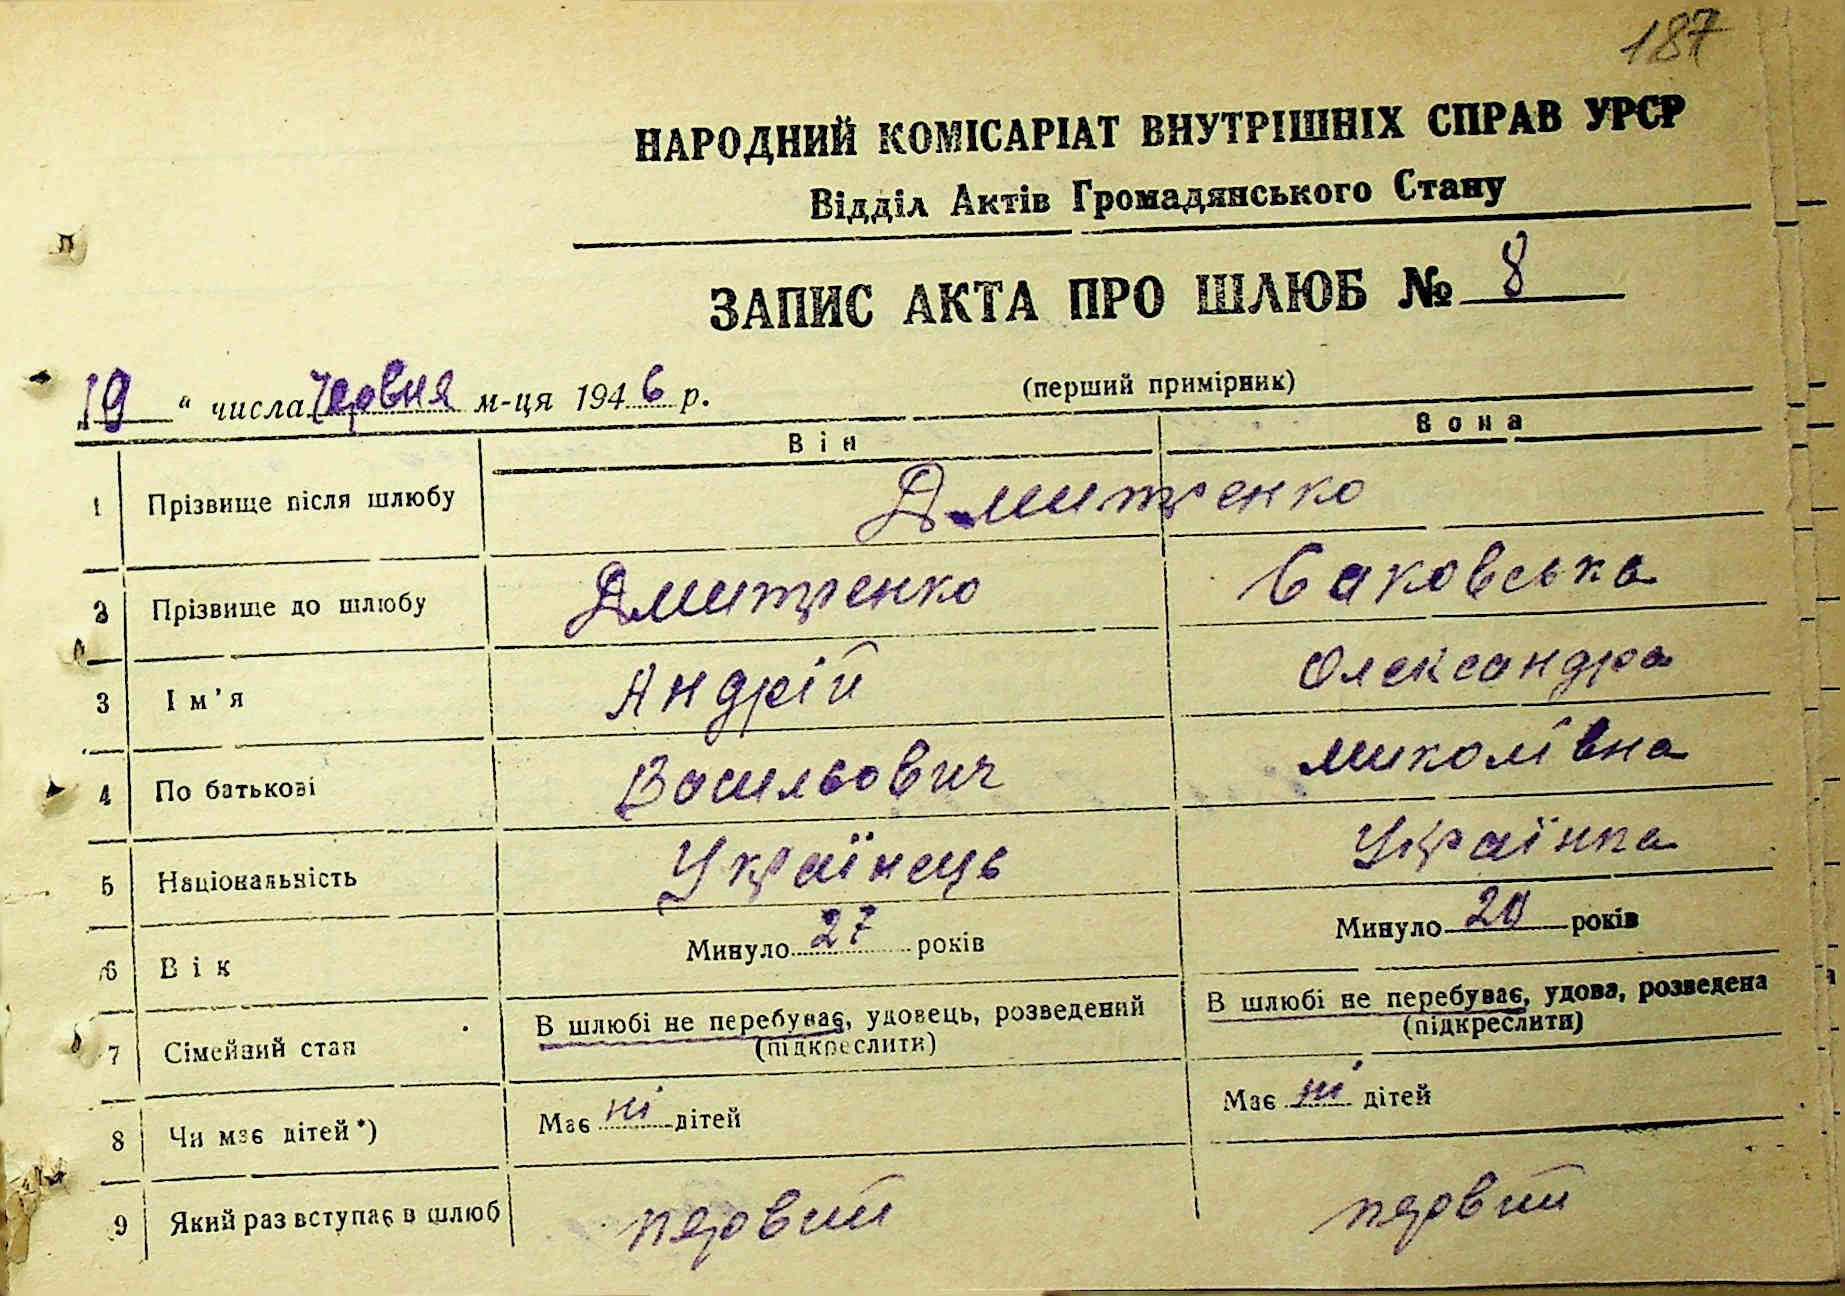 187
НАРОДНИЙ КОМІСАРІАТ ВНУТРІШНІХ СПРАВ УРСР
Відділ Актів Громадянського Стану
ЗАПИС АКТА ПРО ШЛЮБ № 8
19 " числа червня м-ця 1946 р. (перший примірник)
Він Вона
1 Прізвище після шлюбу Дмитренко
2 Прізвище до шлюбу Дмитренко Саковська
3 Ім'я Андрій Олександра
4 По батькові Васильович Миколівна
5 Національність Українець Українка
6 Вік Минуло 27 років Минуло 20 років
7 Сімейний стан В шлюбі не перебуває, удовець, розведений (підкреслити) В шлюбі не перебуває, удова, розведена (підкреслити)
8 Чи має дітей*) Має ні дітей Має ні дітей
9 Який раз вступає в шлюб первий первий